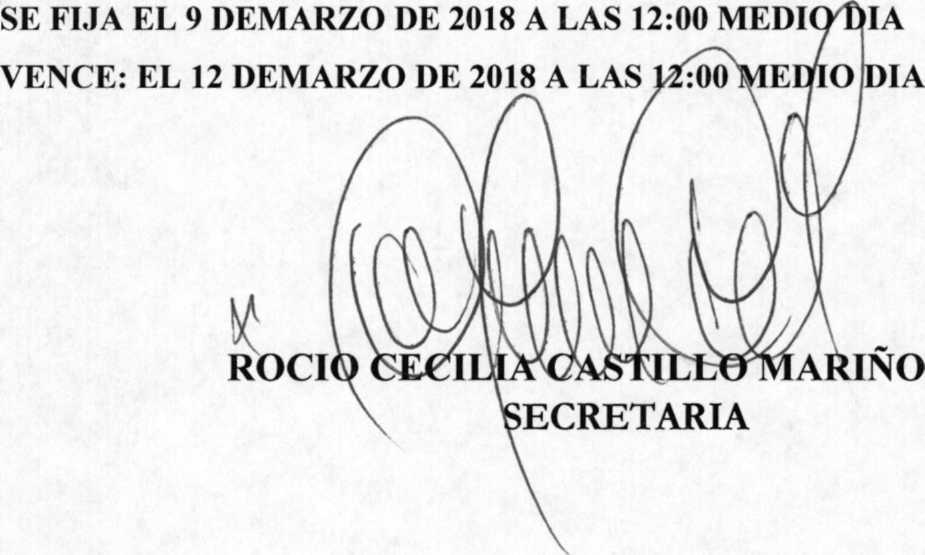 SE FIJA EL 9 DEMARZO DE 2018 A LAS 12:00 MEDIO DIA
VENCE: EL 12 DEMARZO DE 2018 A LAS 12:00 MEDIO DIA
ROCIO CECILIA CASTILLO MARIÑO
SECRETARIA